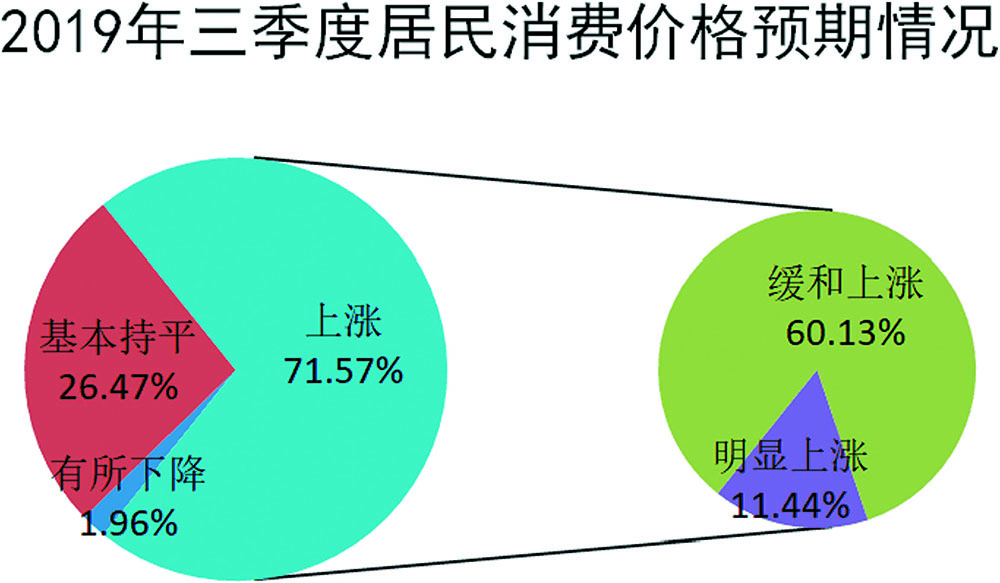 2019年三季度居民消费价格预期情况
上涨
71.57%
基本持平
26.47%
有所下降
1.96%
缓和上涨
60.13%
明显上涨
11.44%